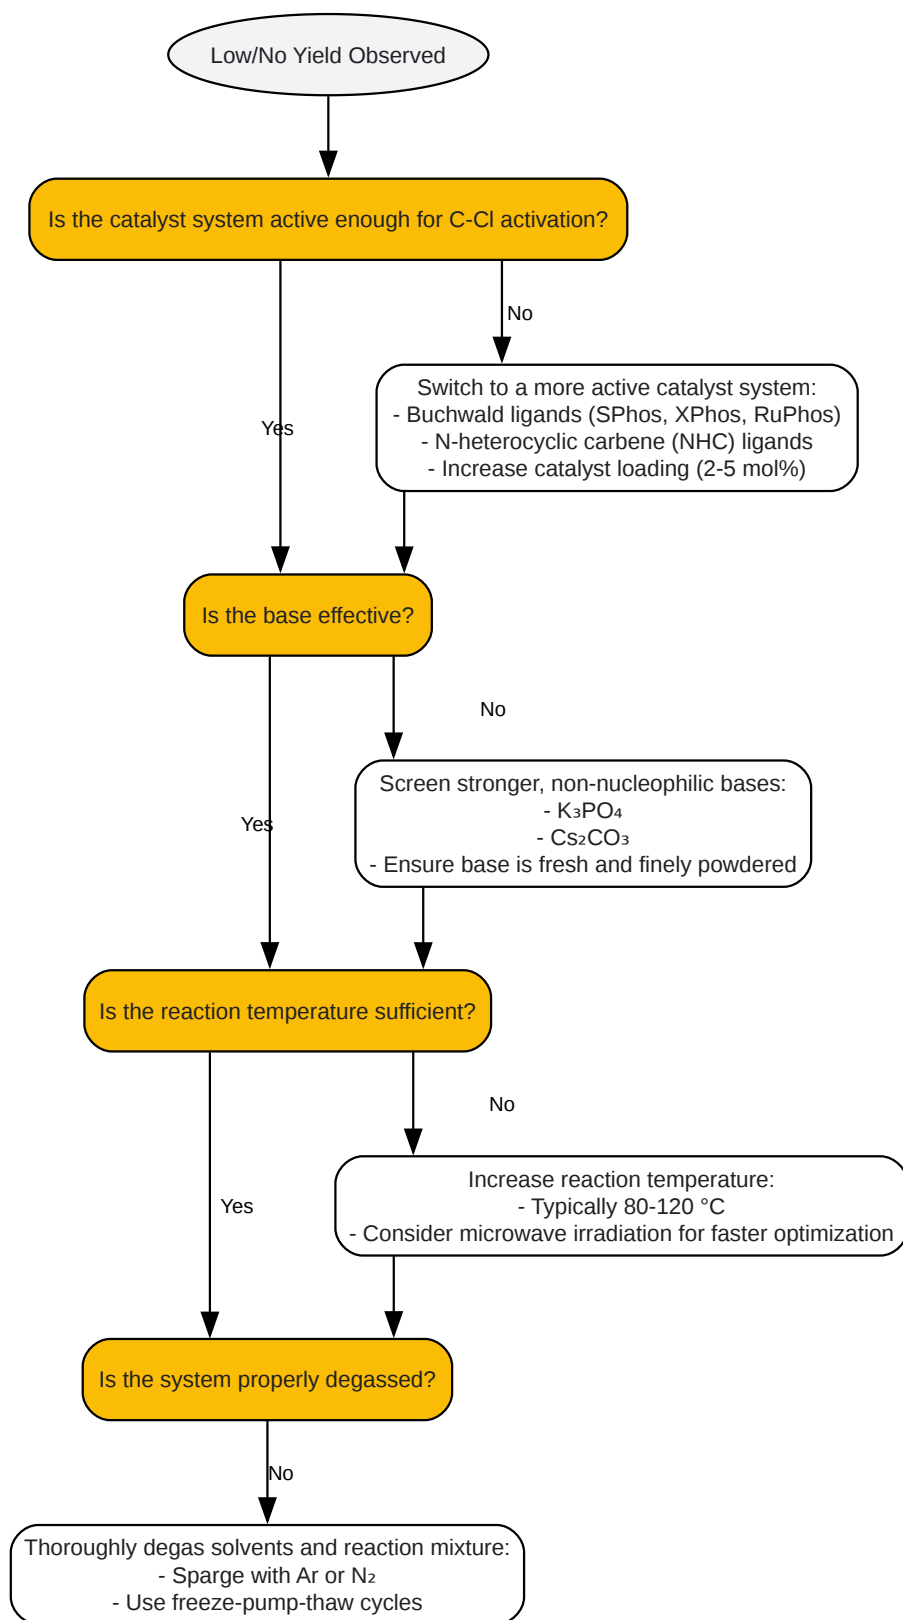 Low/No Yield Observed
Is the catalyst system active enough for C-Cl activation?
No
Switch to a more active catalyst system:
- Buchwald ligands (SPhos, XPhos, RuPhos)
- N-heterocyclic carbene (NHC) ligands
- Increase catalyst loading (2-5 mol%)
Yes
Is the base effective?
No
Screen stronger, non-nucleophilic bases:
- K₃PO₄
- Cs₂CO₃
- Ensure base is fresh and finely powdered
Yes
Is the reaction temperature sufficient?
No
Increase reaction temperature:
- Typically 80-120 °C
- Consider microwave irradiation for faster optimization
Yes
Is the system properly degassed?
No
Thoroughly degas solvents and reaction mixture:
- Sparge with Ar or N₂
- Use freeze-pump-thaw cycles